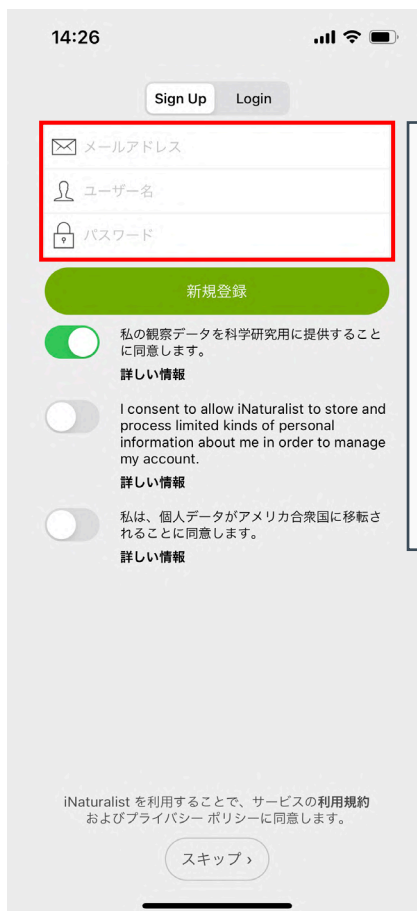 14:26
Sign Up Login
メールアドレス
ユーザー名
パスワード
新規登録
私の観察データを科学研究用に提供すること
に同意します。
詳しい情報
I consent to allow iNaturalist to store and
process limited kinds of personal
information about me in order to manage
my account.
詳しい情報
私は、個人データがアメリカ合衆国に移転さ
れることに同意します。
詳しい情報
iNaturalist を利用することで、サービスの利用規約
およびプライバシー ポリシーに同意します。
スキップ ›